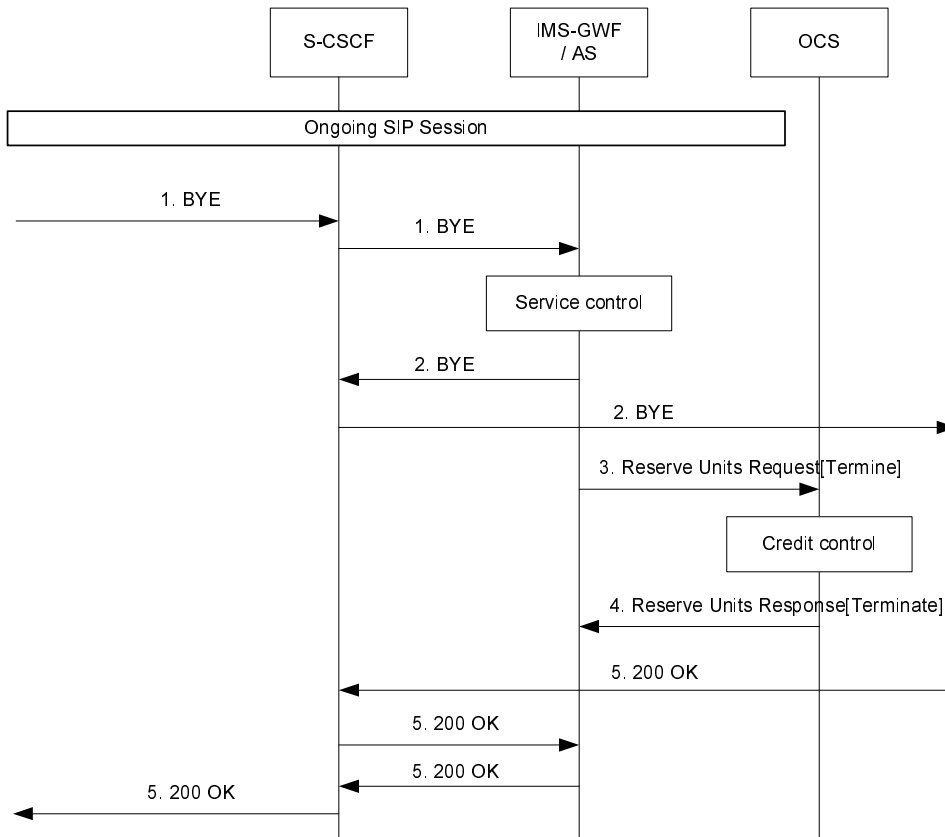 S-CSCF
IMS-GWF
/ AS
OCS
Ongoing SIP Session
1. BYE
1. BYE
Service control
2. BYE
2. BYE
3. Reserve Units Request[Termine]
Credit control
4. Reserve Units Response[Terminate]
5. 200 OK
5. 200 OK
5. 200 OK
5. 200 OK